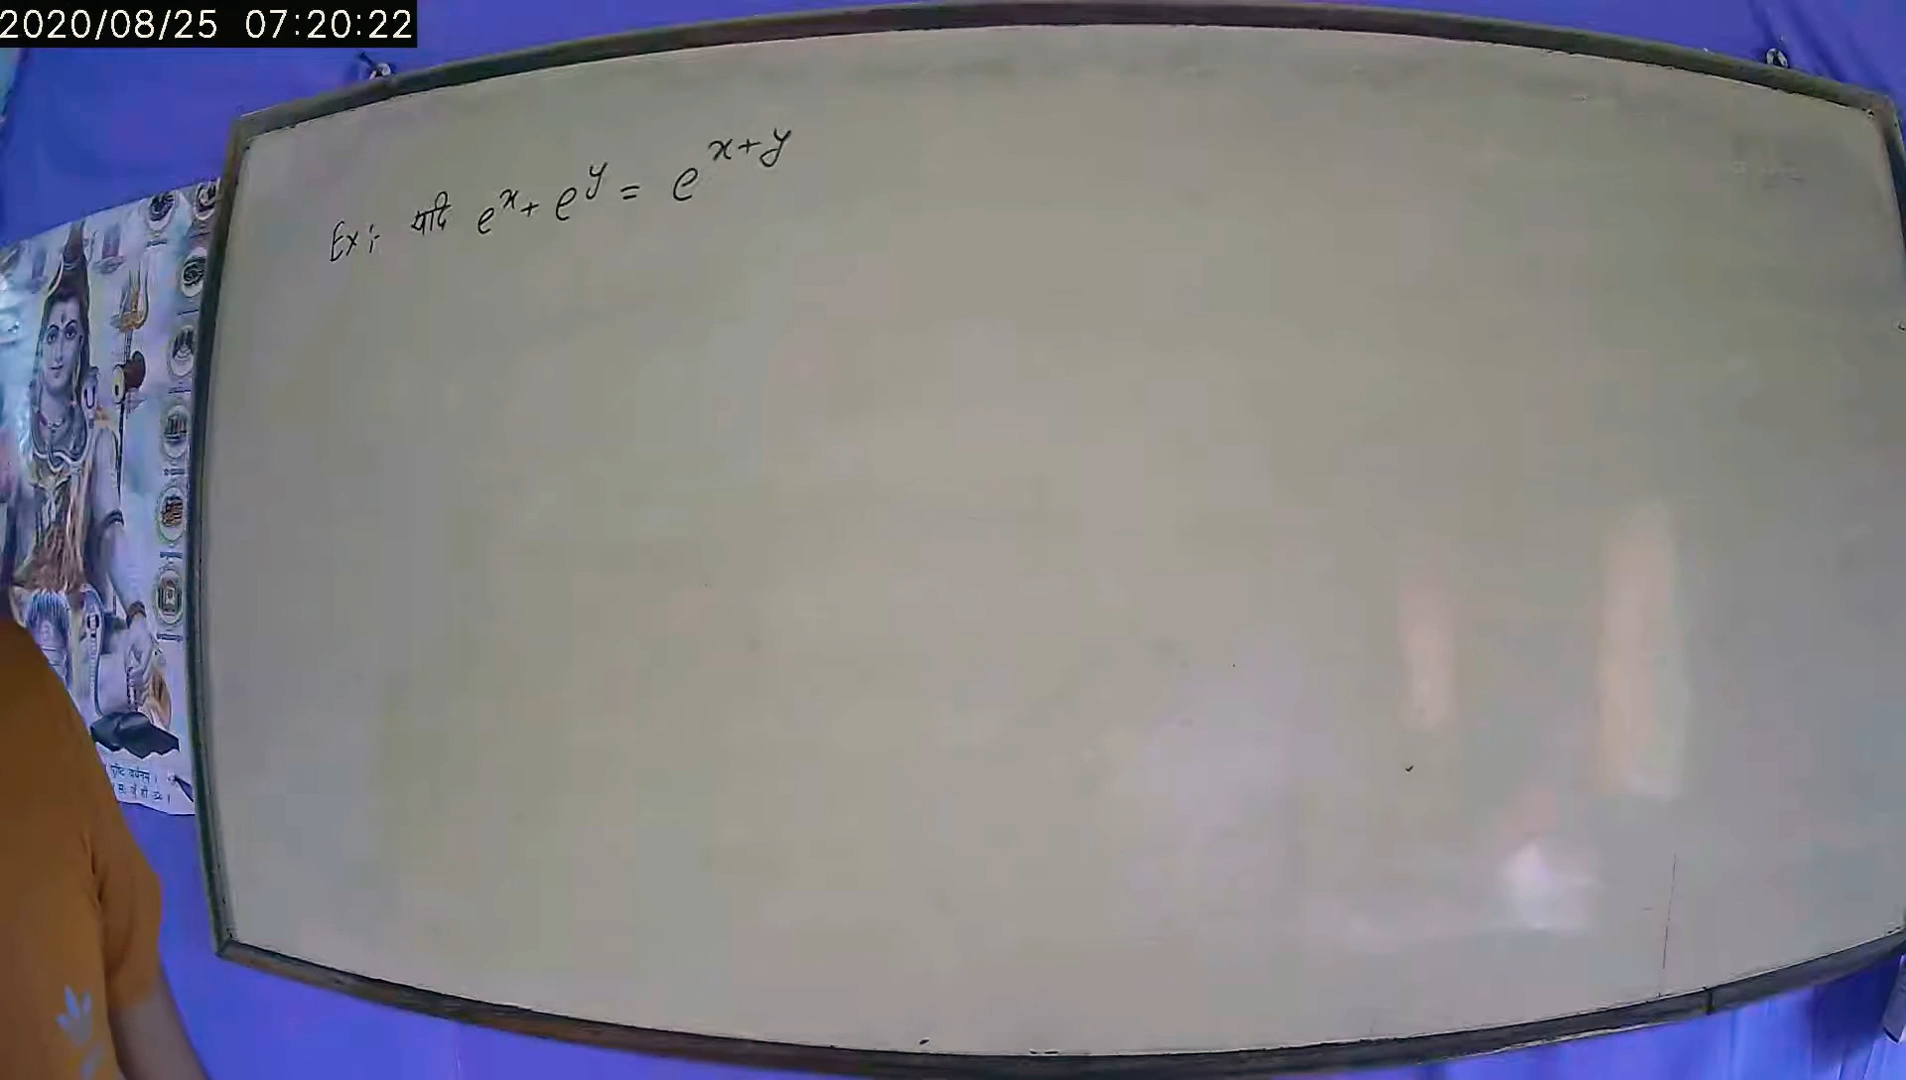 2020/08/25 07:20:22
Ex:- यदि e^x + e^y = e^{x+y}